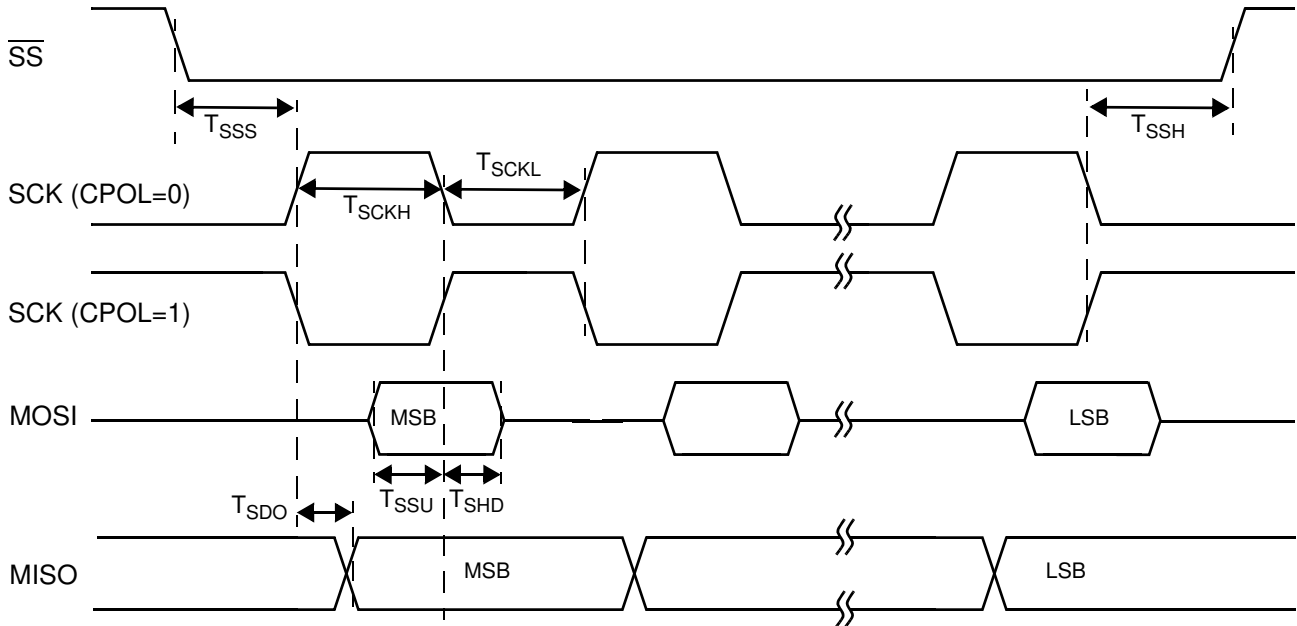 SS
T_SSS
T_SSH
SCK (CPOL=0)
T_SCKH
T_SCKL
SCK (CPOL=1)
MOSI
MSB
LSB
T_SSU
T_SHD
T_SDO
MISO
MSB
LSB